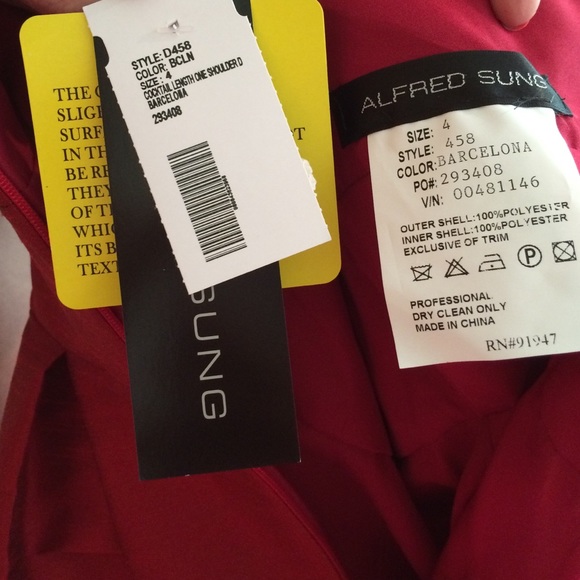 STYLE: D458
COLOR: BCLN
SIZE: 4
COCKTAIL LENGTH ONE SHOULDER D
BARCELONA
293408
THE
SLIG
SURF
IN TH
BE RE
THEY
OF T
WHIC
ITS B
TEXT
SUNG
ALFRED SUNG
SIZE: 4
STYLE: 458
COLOR: BARCELONA
PO#: 293408
V/N: 00481146
OUTER SHELL:100%POLYESTER
INNER SHELL:100%POLYESTER
EXCLUSIVE OF TRIM
PROFESSIONAL
DRY CLEAN ONLY
MADE IN CHINA
RN#91947